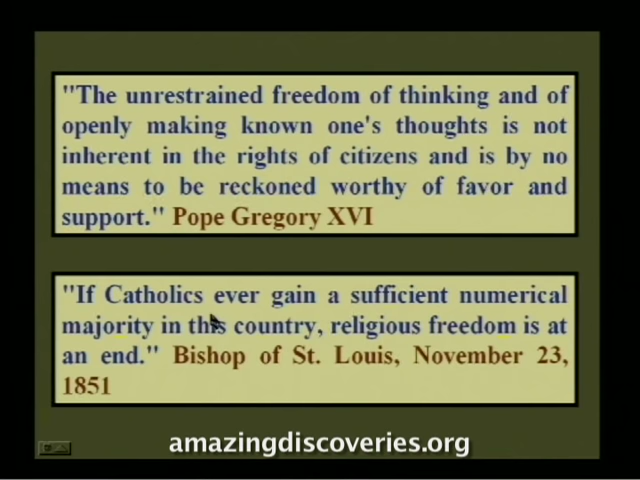 "The unrestrained freedom of thinking and of
openly making known one's thoughts is not
inherent in the rights of citizens and is by no
means to be reckoned worthy of favor and
support." Pope Gregory XVI
"If Catholics ever gain a sufficient numerical
majority in this country, religious freedom is at
an end." Bishop of St. Louis, November 23,
1851
amazingdiscoveries.org